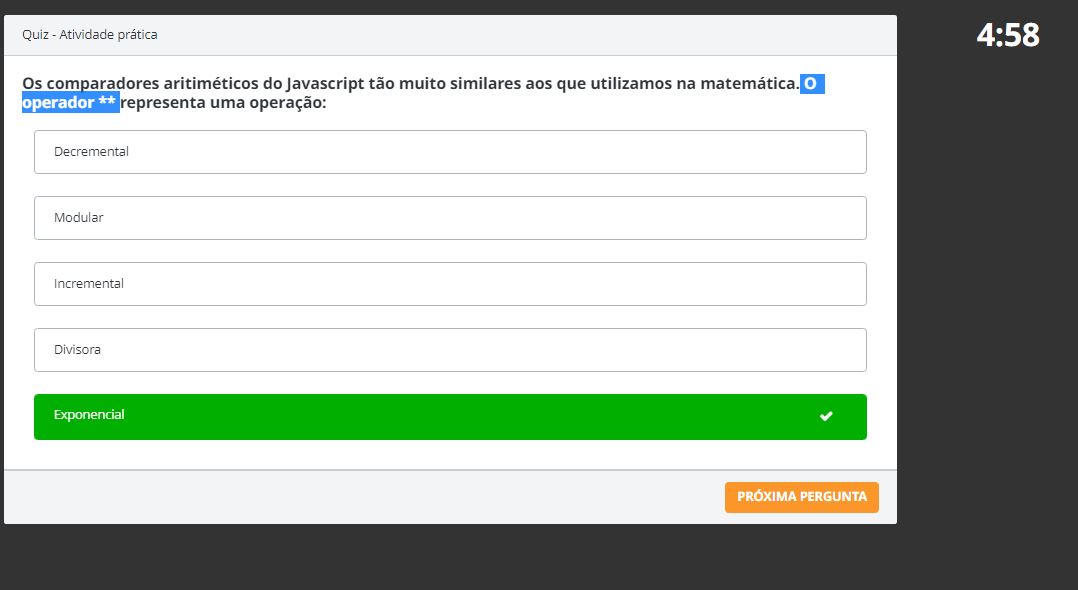 Quiz - Atividade prática
4:58
Os comparadores aritiméticos do Javascript tão muito similares aos que utilizamos na matemática. O
operador ** representa uma operação:
Decremental
Modular
Incremental
Divisora
Exponencial
PRÓXIMA PERGUNTA